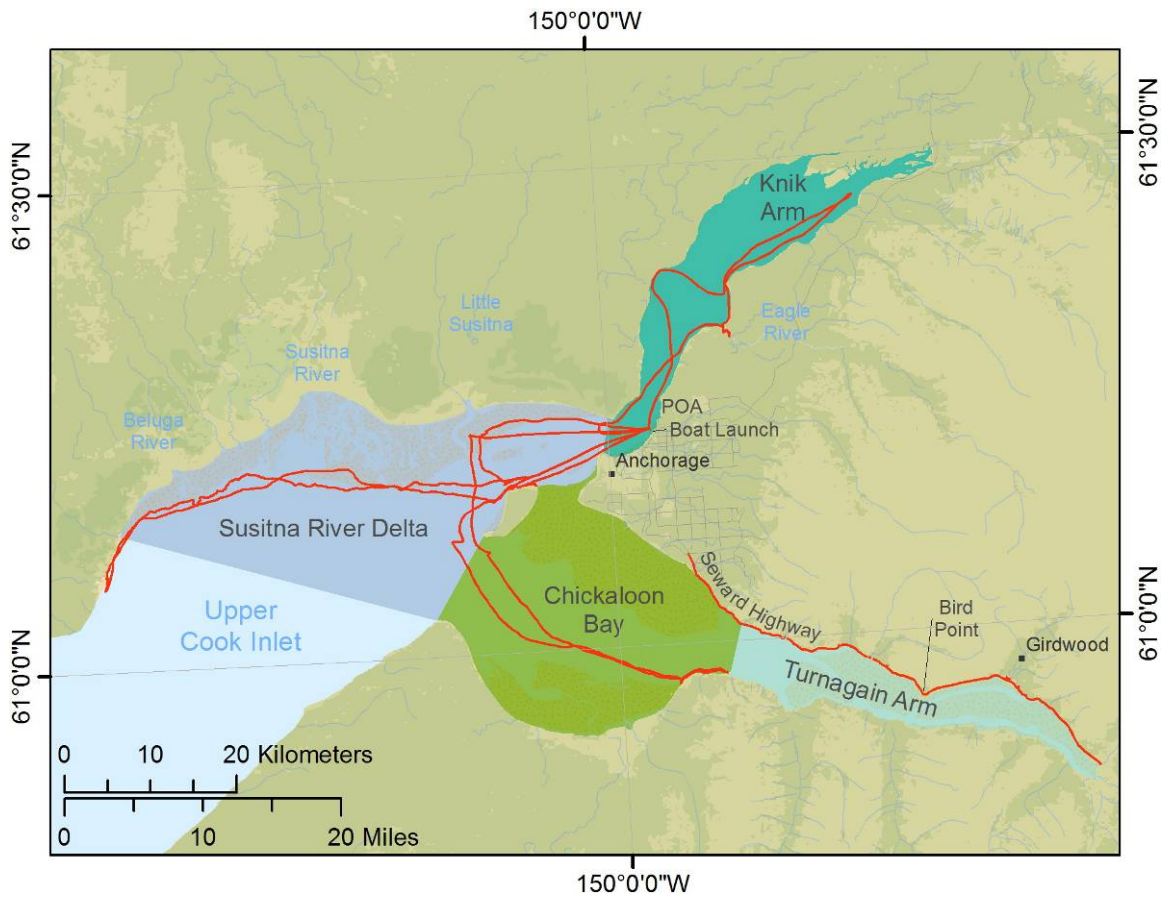 150°0'0"W
61°30'0"N
61°30'0"N
Knik
Arm
Little
Susitna
Eagle
River
Susitna
River
Beluga
River
POA
Boat Launch
Anchorage
Susitna River Delta
Seward Highway
Chickaloon
Bay
Upper
Cook Inlet
Bird
Point
61°0'0"N
Girdwood
Turnagain Arm
61°0'0"N
0 10 20 Kilometers
0 10 20 Miles
150°0'0"W